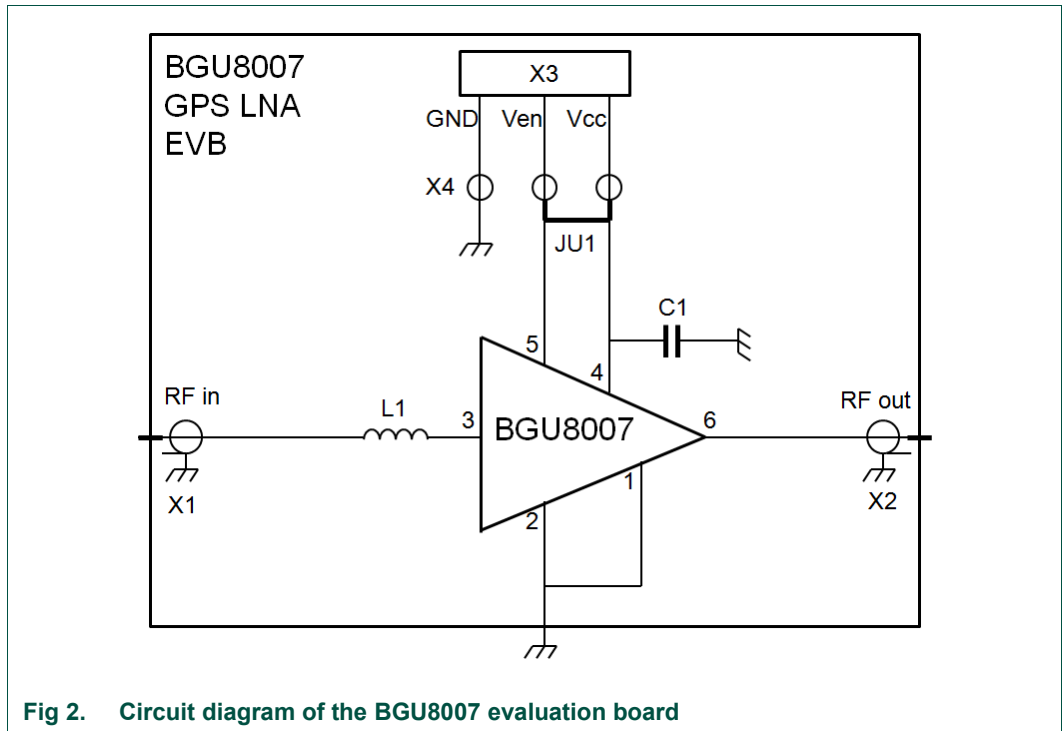 BGU8007
GPS LNA
EVB
X3
GND Ven Vcc
X4
JU1
C1
5
4
RF in
L1
3
BGU8007
6
RF out
1
2
X1
X2
Fig 2. Circuit diagram of the BGU8007 evaluation board